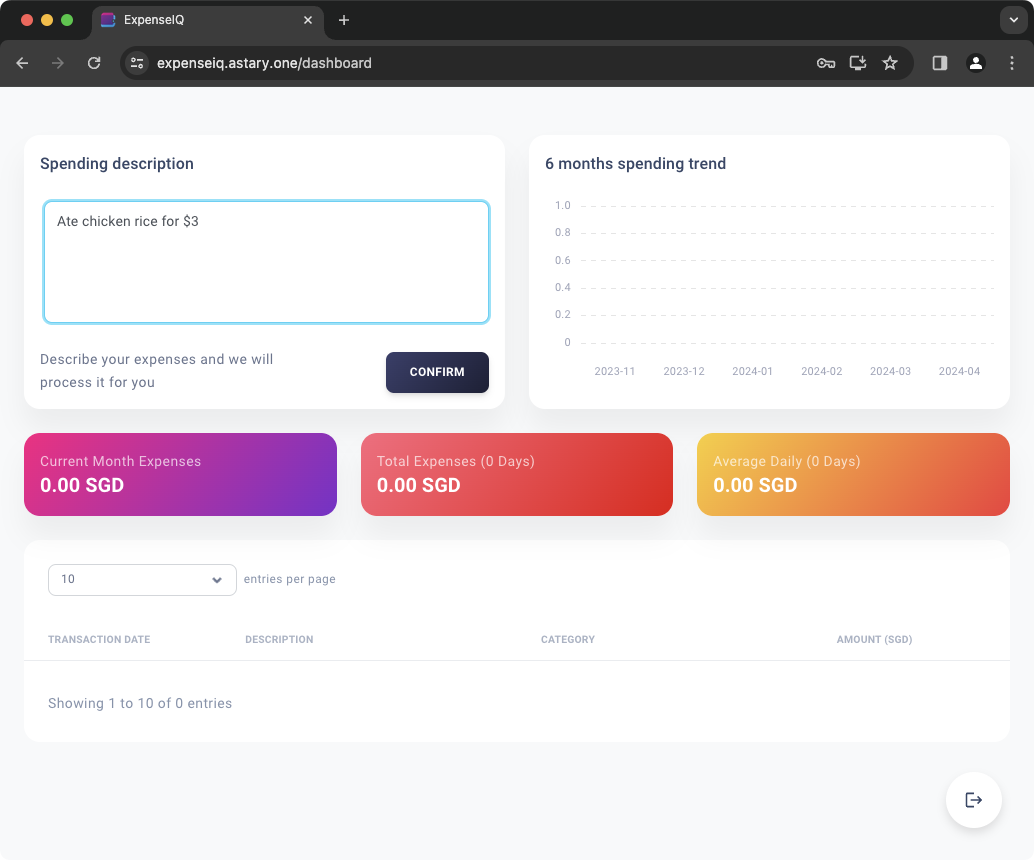 ExpenseIQ
expenseiq.astary.one/dashboard
Spending description
Ate chicken rice for $3
Describe your expenses and we will
process it for you
CONFIRM
6 months spending trend
1.0
0.8
0.6
0.4
0.2
0
2023-11 2023-12 2024-01 2024-02 2024-03 2024-04
Current Month Expenses
0.00 SGD
Total Expenses (0 Days)
0.00 SGD
Average Daily (0 Days)
0.00 SGD
10 entries per page
TRANSACTION DATE DESCRIPTION CATEGORY AMOUNT (SGD)
Showing 1 to 10 of 0 entries